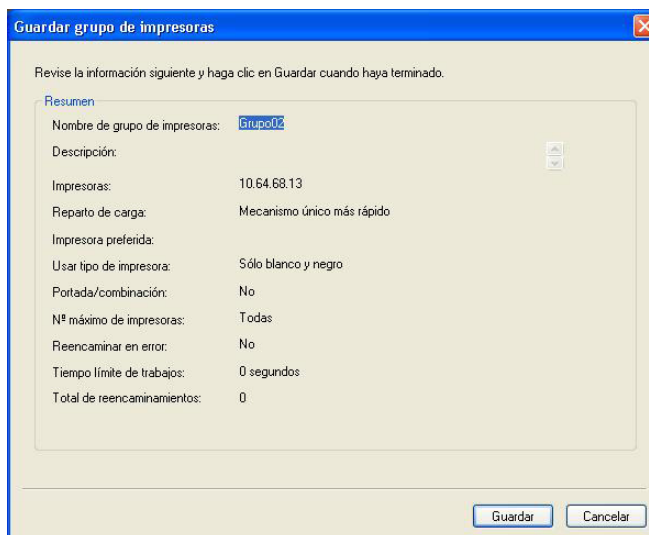 Guardar grupo de impresoras
Revise la información siguiente y haga clic en Guardar cuando haya terminado.
Resumen
Nombre de grupo de impresoras: Grupo02
Descripción:
Impresoras: 10.64.68.13
Reparto de carga: Mecanismo único más rápido
Impresora preferida:
Usar tipo de impresora: Sólo blanco y negro
Portada/combinación: No
Nº máximo de impresoras: Todas
Reencaminar en error: No
Tiempo límite de trabajos: 0 segundos
Total de reencaminamientos: 0
Guardar Cancelar